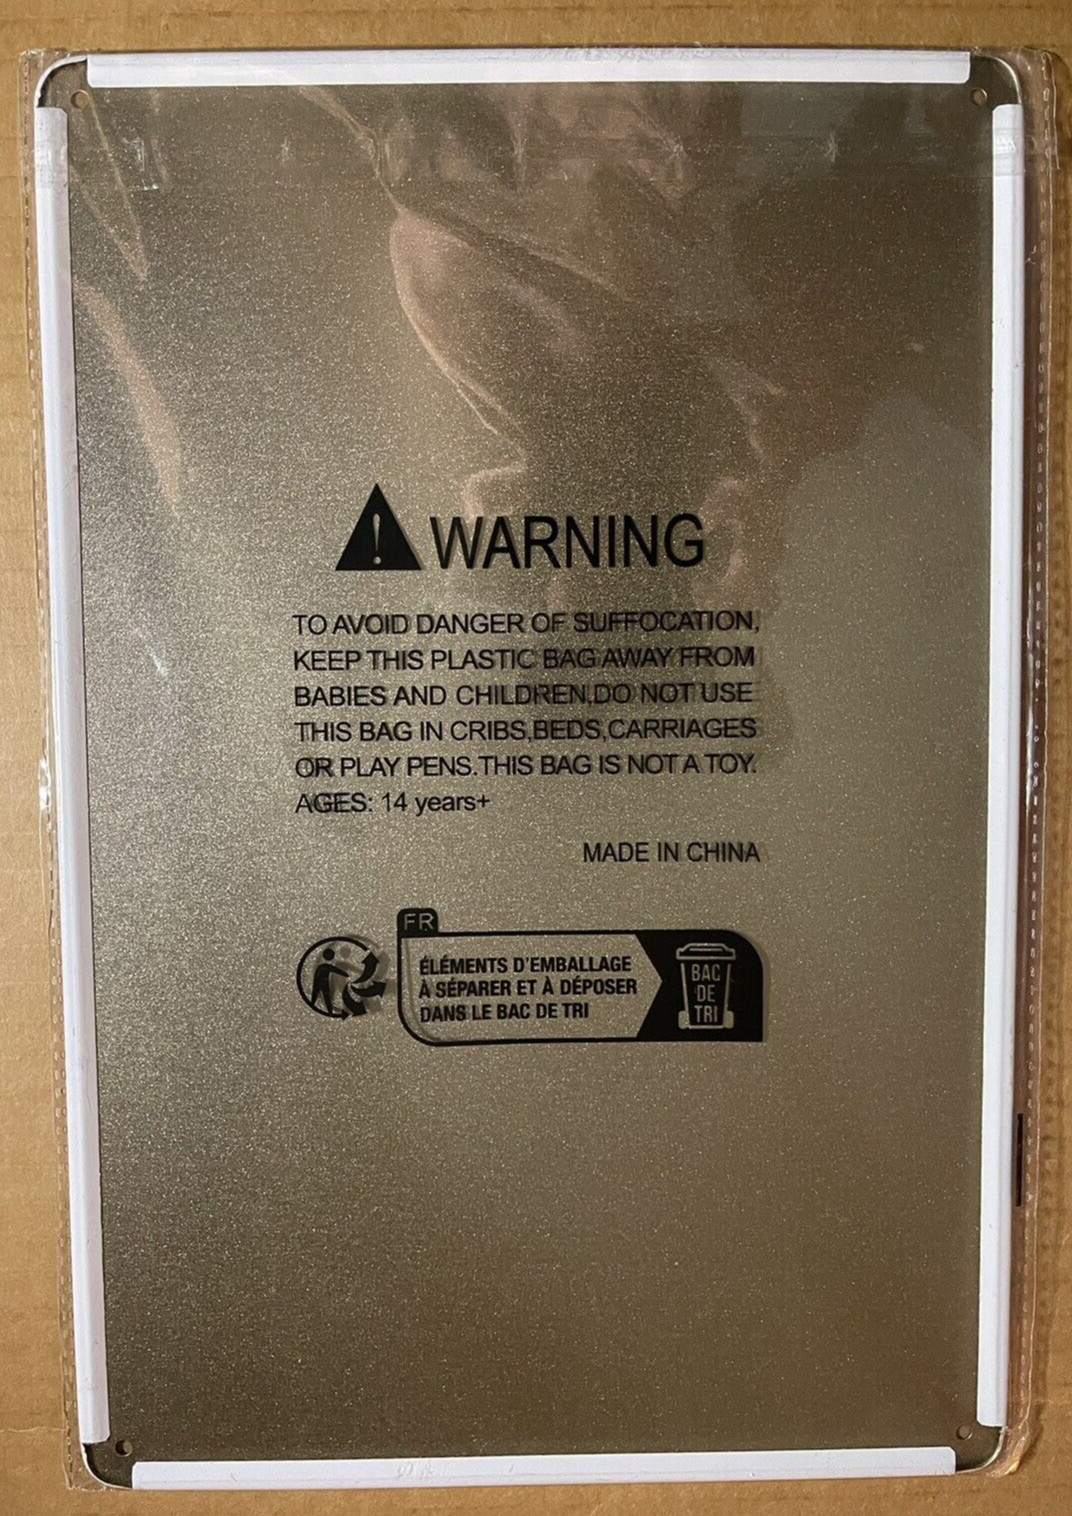 WARNING
TO AVOID DANGER OF SUFFOCATION,
KEEP THIS PLASTIC BAG AWAY FROM
BABIES AND CHILDREN,DO NOT USE
THIS BAG IN CRIBS,BEDS,CARRIAGES
OR PLAY PENS.THIS BAG IS NOT A TOY.
AGES: 14 years+
MADE IN CHINA
FR
ÉLÉMENTS D'EMBALLAGE
À SÉPARER ET À DÉPOSER
DANS LE BAC DE TRI
BAC
DE
TRI